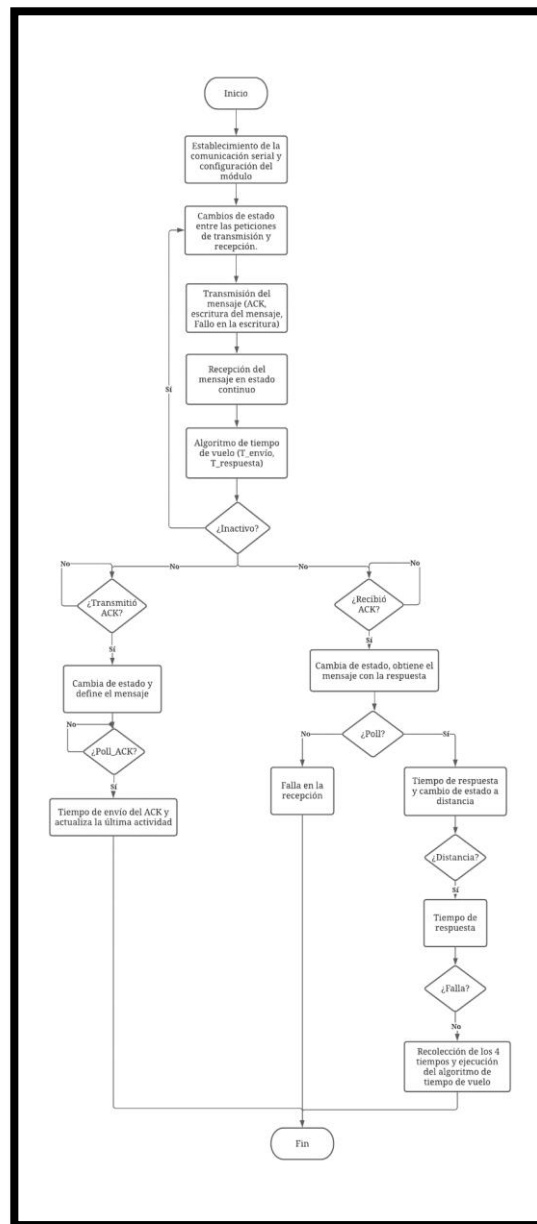 Inicio
Establecimiento de la
comunicación serial y
configuración del
módulo
Cambios de estado
entre las peticiones
de transmisión y
recepción.
Transmisión del
mensaje (ACK,
escritura del mensaje,
Fallo en la escritura)
Recepción del
mensaje en estado
continuo
Sí
Algoritmo de tiempo
de vuelo (T_envío,
T_respuesta)
¿Inactivo?
No
No
No
No
¿Transmitió
ACK?
¿Recibió
ACK?
Sí
Sí
Cambia de estado y
define el mensaje
Cambia de estado, obtiene el
mensaje con la respuesta
No
¿Poll_ACK?
No
¿Poll?
Sí
Sí
Tiempo de envío del ACK y
actualiza la última actividad
Falla en la
recepción
Tiempo de respuesta
y cambio de estado a
distancia
¿Distancia?
Sí
Tiempo de
respuesta
¿Falla?
No
Recolección de los 4
tiempos y ejecución
del algoritmo de
tiempo de vuelo
Fin